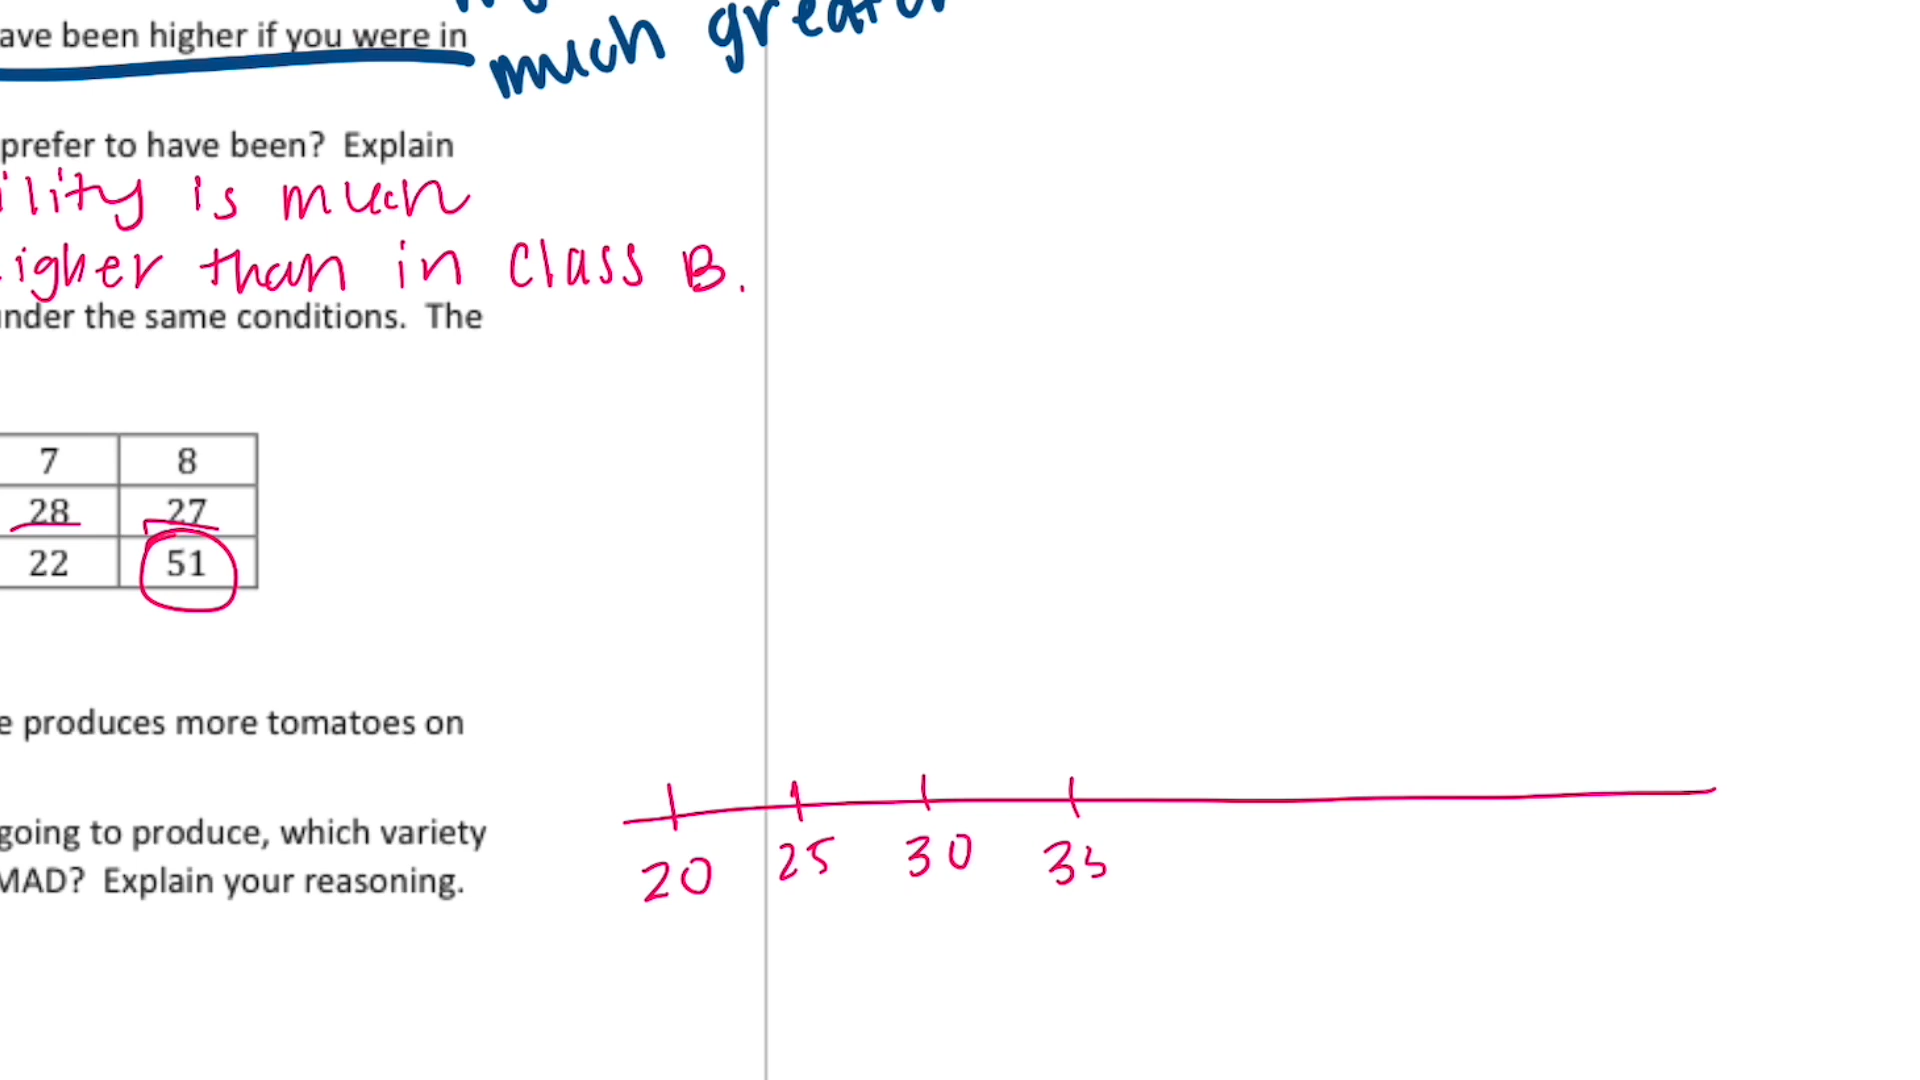 ave been higher if you were in
much greater
prefer to have been? Explain
ility is much
igher than in class B.
under the same conditions. The
7 8
28 27
22 51
e produces more tomatoes on
going to produce, which variety
MAD? Explain your reasoning.
20 25 30 35